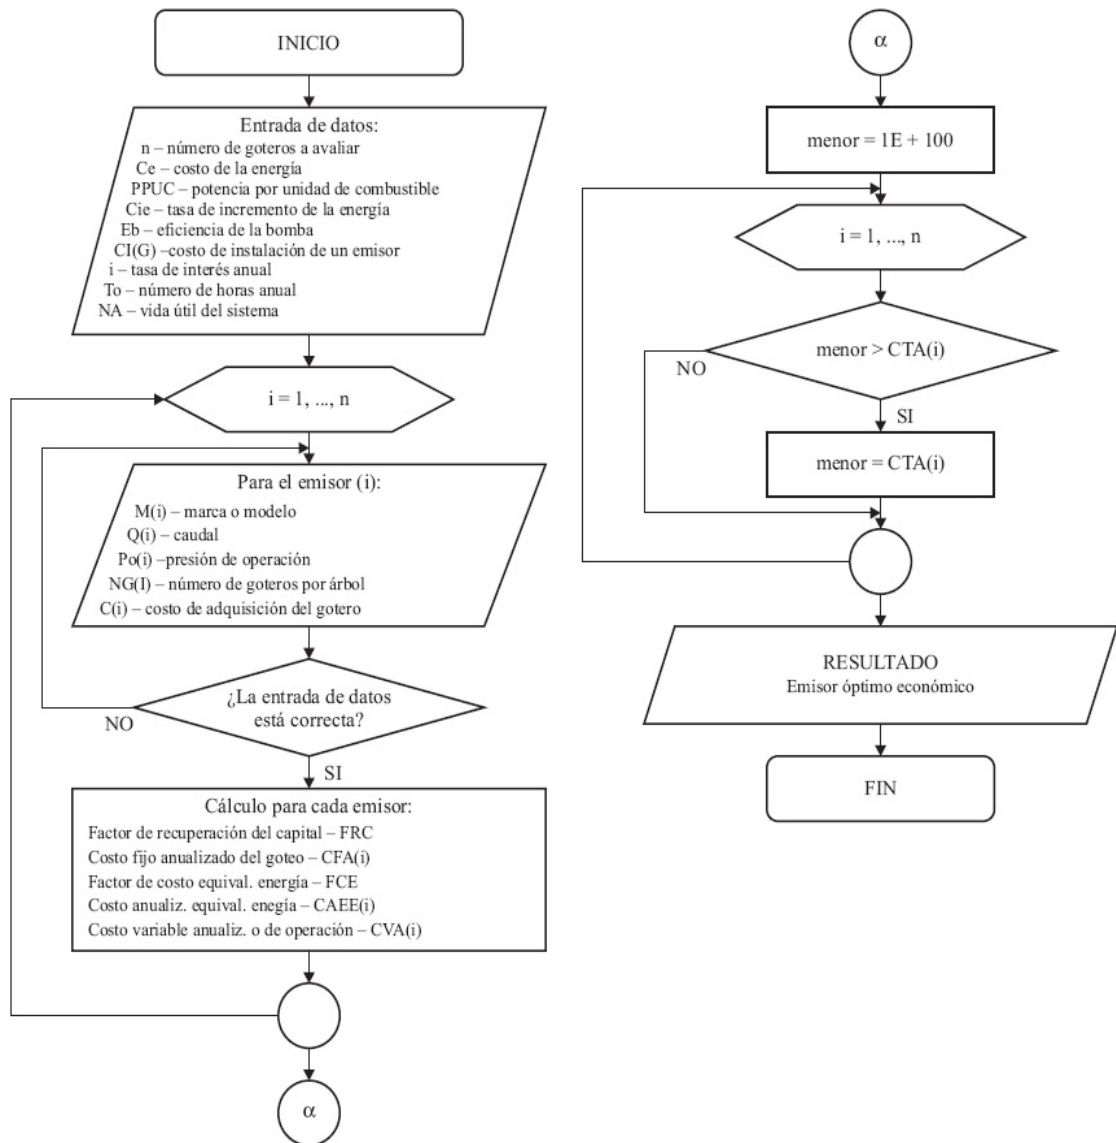 INICIO
Entrada de datos:
n – número de goteros a avaliar
Ce – costo de la energía
PPUC – potencia por unidad de combustible
Cie – tasa de incremento de la energía
Eb – eficiencia de la bomba
CI(G) –costo de instalación de un emisor
i – tasa de interés anual
To – número de horas anual
NA – vida útil del sistema
i = 1, ..., n
Para el emisor (i):
M(i) – marca o modelo
Q(i) – caudal
Po(i) –presión de operación
NG(I) – número de goteros por árbol
C(i) – costo de adquisición del gotero
¿La entrada de datos
está correcta?
NO
SI
Cálculo para cada emisor:
Factor de recuperación del capital – FRC
Costo fijo anualizado del goteo – CFA(i)
Factor de costo equival. energía – FCE
Costo anualiz. equival. enegía – CAEE(i)
Costo variable anualiz. o de operación – CVA(i)
α
α
menor = 1E + 100
i = 1, ..., n
menor > CTA(i)
NO
SI
menor = CTA(i)
RESULTADO
Emisor óptimo económico
FIN